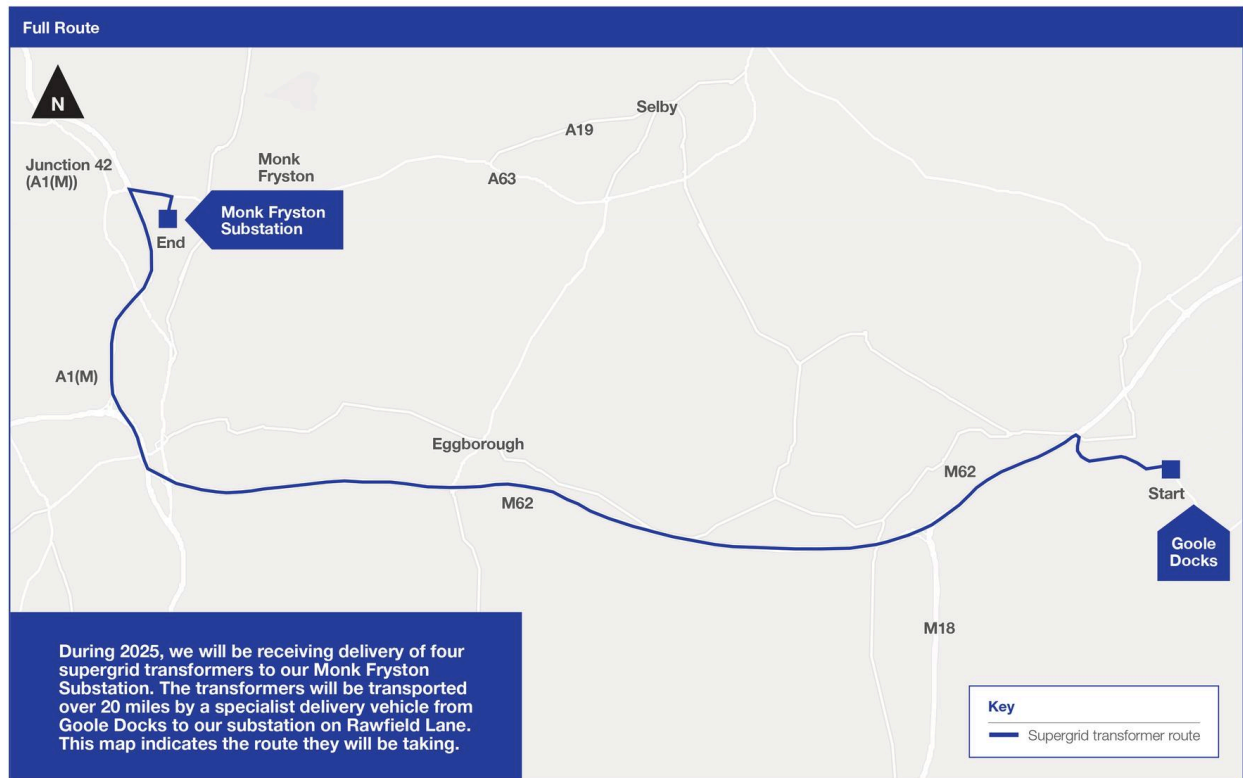 Full Route
N
Selby
A19
Junction 42
(A1(M))
Monk
Fryston
A63
Monk Fryston
Substation
End
A1(M)
Eggborough
M62
M62
Start
Goole
Docks
M18
During 2025, we will be receiving delivery of four
supergrid transformers to our Monk Fryston
Substation. The transformers will be transported
over 20 miles by a specialist delivery vehicle from
Goole Docks to our substation on Rawfield Lane.
This map indicates the route they will be taking.
Key
Supergrid transformer route